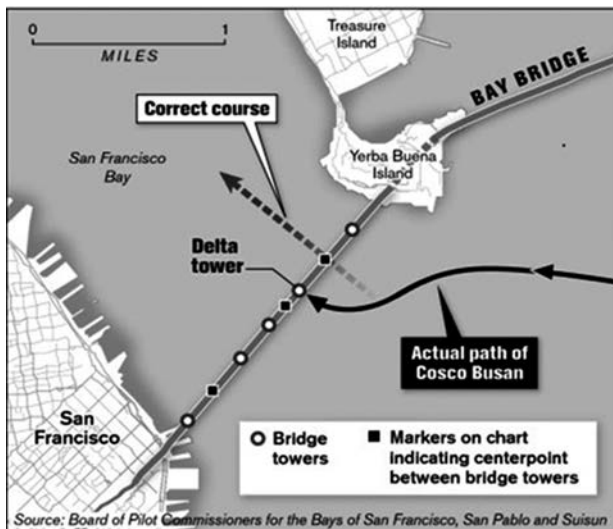 0 1
MILES
Treasure
Island
BAY BRIDGE
Correct course
San Francisco
Bay
Yerba Buena
Island
Delta
tower
Actual path of
Cosco Busan
San
Francisco
Bridge
towers
Markers on chart
indicating centerpoint
between bridge towers
Source: Board of Pilot Commissioners for the Bays of San Francisco, San Pablo and Suisun